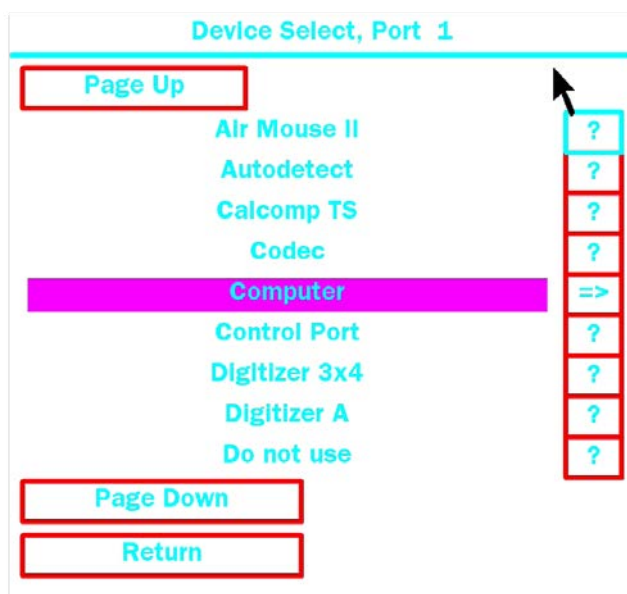 Device Select, Port 1
Page Up
Air Mouse II ?
Autodetect ?
Calcomp TS ?
Codec ?
Computer =>
Control Port ?
Digitizer 3x4 ?
Digitizer A ?
Do not use ?
Page Down
Return